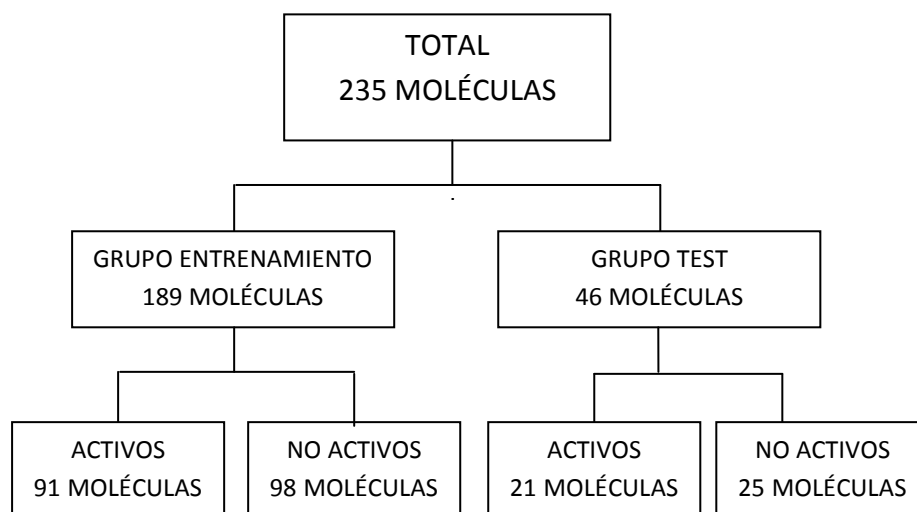 TOTAL
235 MOLÉCULAS
GRUPO ENTRENAMIENTO
189 MOLÉCULAS
GRUPO TEST
46 MOLÉCULAS
ACTIVOS
91 MOLÉCULAS
NO ACTIVOS
98 MOLÉCULAS
ACTIVOS
21 MOLÉCULAS
NO ACTIVOS
25 MOLÉCULAS